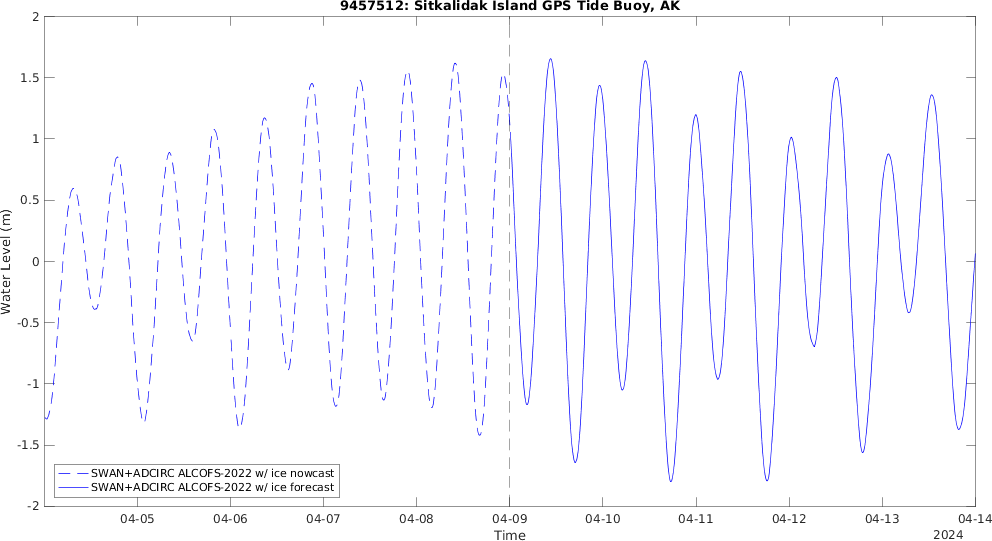 9457512: Sitkalidak Island GPS Tide Buoy, AK
2
1.5
1
0.5
0
-0.5
-1
-1.5
-2
Water Level (m)
SWAN+ADCIRC ALCOFS-2022 w/ ice nowcast
SWAN+ADCIRC ALCOFS-2022 w/ ice forecast
04-05 04-06 04-07 04-08 04-09 04-10 04-11 04-12 04-13 04-14
Time
2024